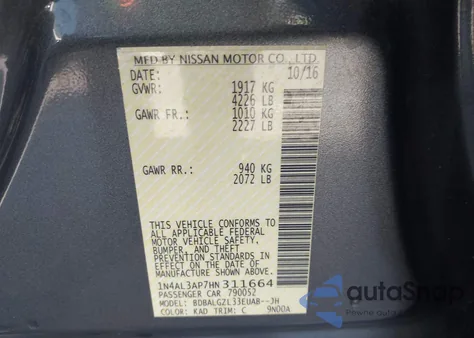 MFD BY NISSAN MOTOR CO., LTD.
DATE: 10/16
GVWR: 1917 KG
4226 LB
GAWR FR.: 1010 KG
2227 LB
GAWR RR.: 940 KG
2072 LB
THIS VEHICLE CONFORMS TO
ALL APPLICABLE FEDERAL
MOTOR VEHICLE SAFETY,
BUMPER, AND THEFT
PREVENTION STANDARDS IN
EFFECT ON THE DATE OF
MANUFACTURE SHOWN ABOVE.
1N4AL3AP7HN311664
PASSENGER CAR 790052
MODEL: BDBALGZL33EUAB--JH
COLOR: KAD TRIM: C 9N00A
autoSnap